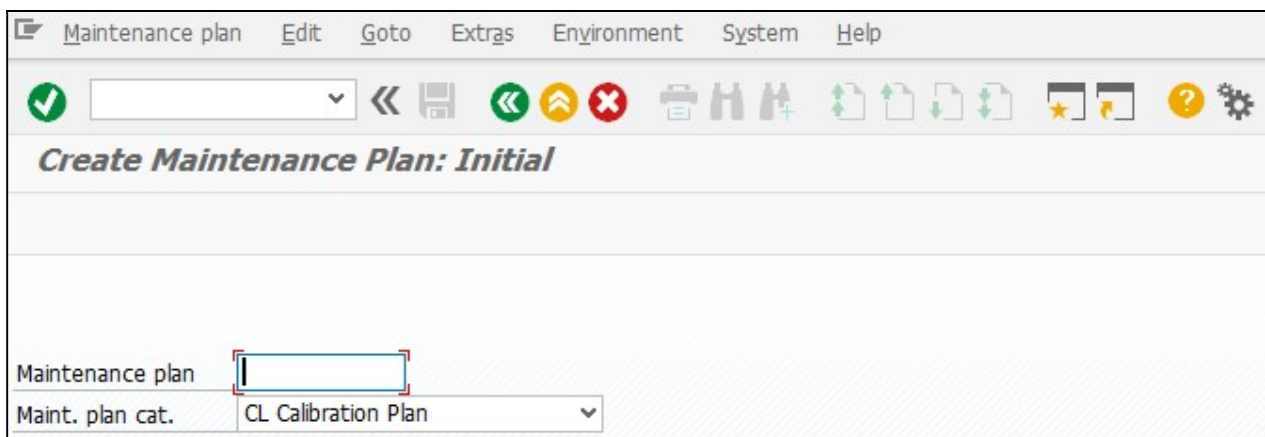 Maintenance plan Edit Goto Extras Environment System Help
Create Maintenance Plan: Initial
Maintenance plan
Maint. plan cat. CL Calibration Plan